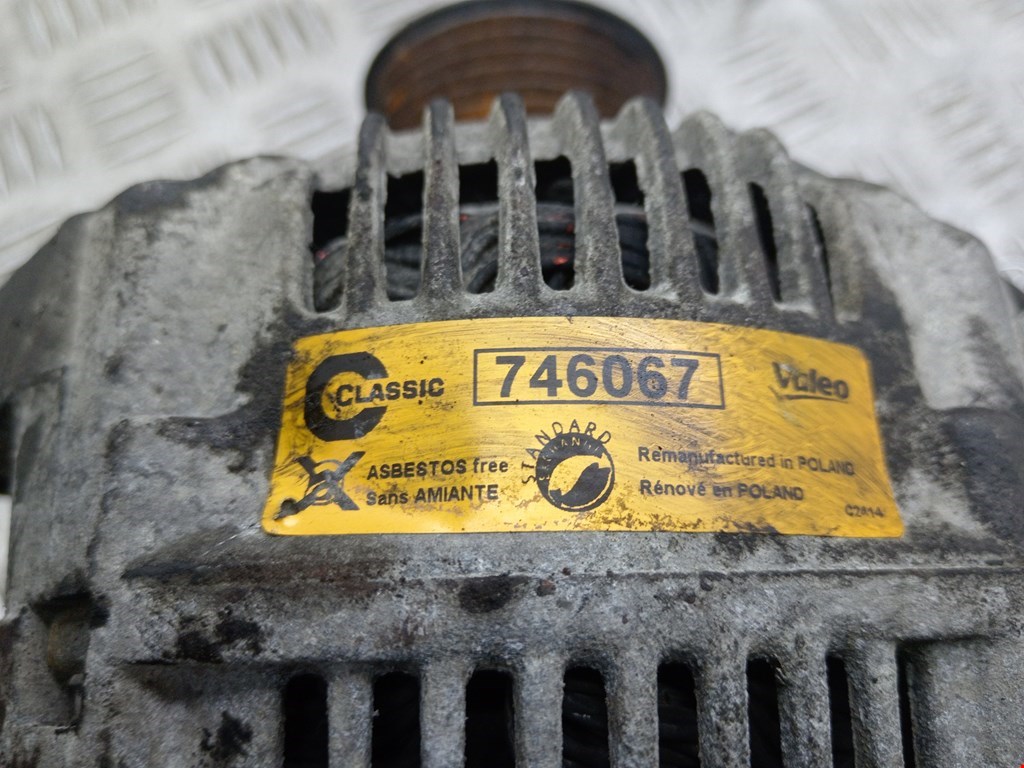 C CLASSIC
746067
Valeo
ASBESTOS free
Sans AMIANTE
STANDARD
Remanufactured in POLAND
Rénové en POLAND